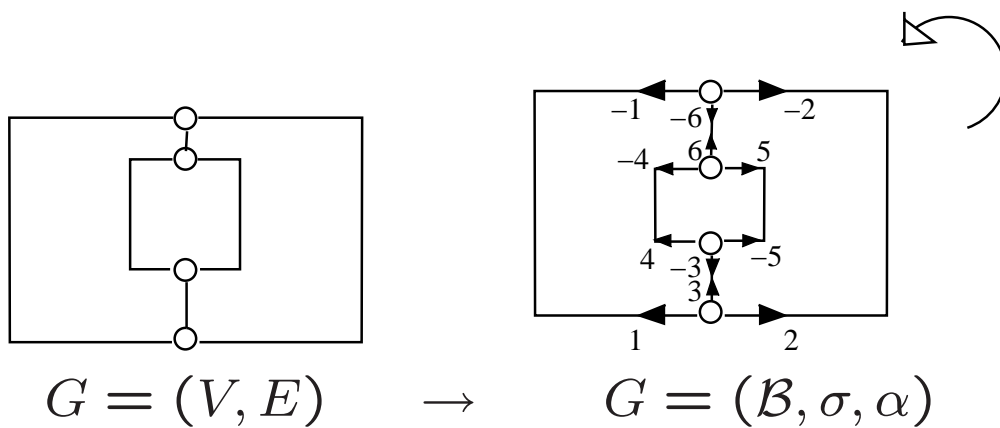 –1 –2
–6
–4 6 5
4 –3 –5
3
1 2
G = (V, E) → G = (ℬ, σ, α)